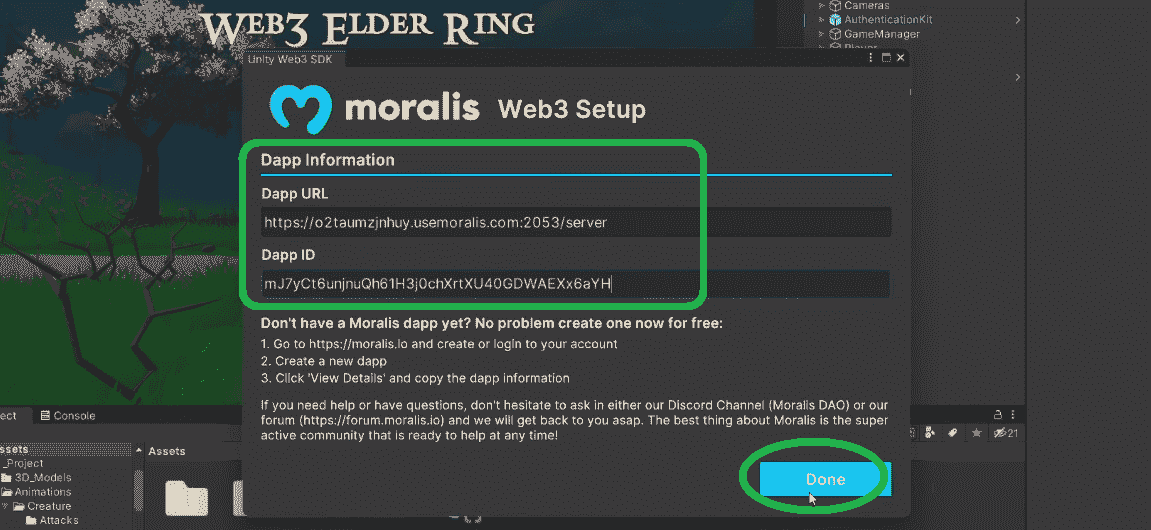 WEB3 ELDER RING
Cameras
AuthenticationKit
GameManager
Player
Unity Web3 SDK
moralis Web3 Setup
Dapp Information
Dapp URL
https://o2taumzjnhuy.usemoralis.com:2053/server
Dapp ID
mJ7yCt6unjnuQh61H3j0chXrtXU40GDWAEXx6aYH
Don't have a Moralis dapp yet? No problem create one now for free:
1. Go to https://moralis.io and create or login to your account
2. Create a new dapp
3. Click 'View Details' and copy the dapp information
If you need help or have questions, don't hesitate to ask in either our Discord Channel (Moralis DAO) or our
forum (https://forum.moralis.io) and we will get back to you asap. The best thing about Moralis is the super
active community that is ready to help at any time!
Done
ect
Console
21
ssets
Assets
_Project
3D_Models
Animations
Creature
Attacks